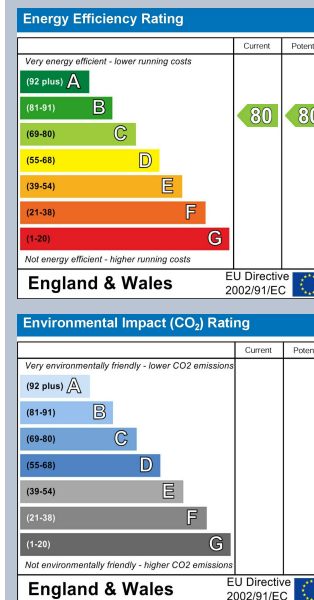 Energy Efficiency Rating
Current Potent
Very energy efficient - lower running costs
(92 plus) A
(81-91) B
80 80
(69-80) C
(55-68) D
(39-54) E
(21-38) F
(1-20) G
Not energy efficient - higher running costs
England & Wales
EU Directive
2002/91/EC
Environmental Impact (CO₂) Rating
Current Potent
Very environmentally friendly - lower CO2 emissions
(92 plus) A
(81-91) B
(69-80) C
(55-68) D
(39-54) E
(21-38) F
(1-20) G
Not environmentally friendly - higher CO2 emissions
England & Wales
EU Directive
2002/91/EC